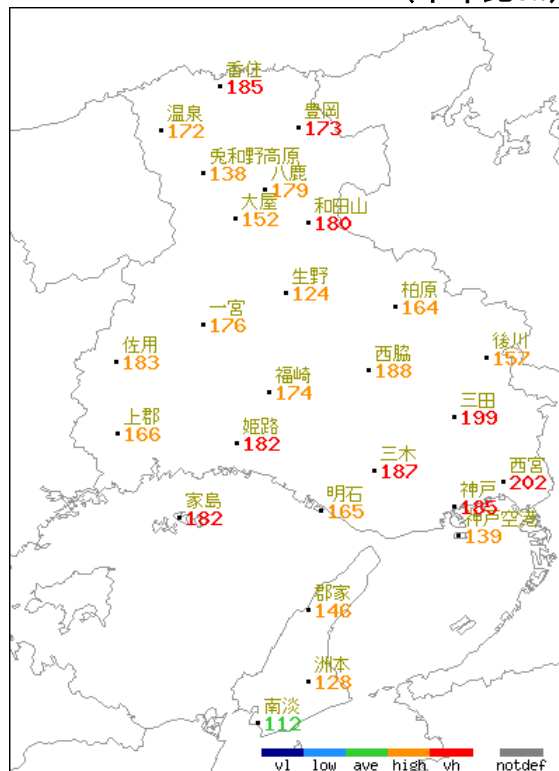 香住
185
温泉
172
豊岡
173
兎和野高原
138
八鹿
179
大屋
152
和田山
180
生野
124
柏原
164
一宮
176
佐用
183
後川
157
西脇
188
福崎
174
三田
199
上郡
166
姫路
182
三木
187
西宮
202
家島
182
明石
165
神戸
185
神戸空港
139
郡家
146
洲本
128
南淡
112
vl low ave high vh notdef